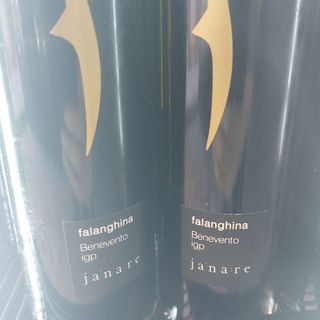 falanghina
Benevento
igp
janare
falanghina
Benevento
igp
janare